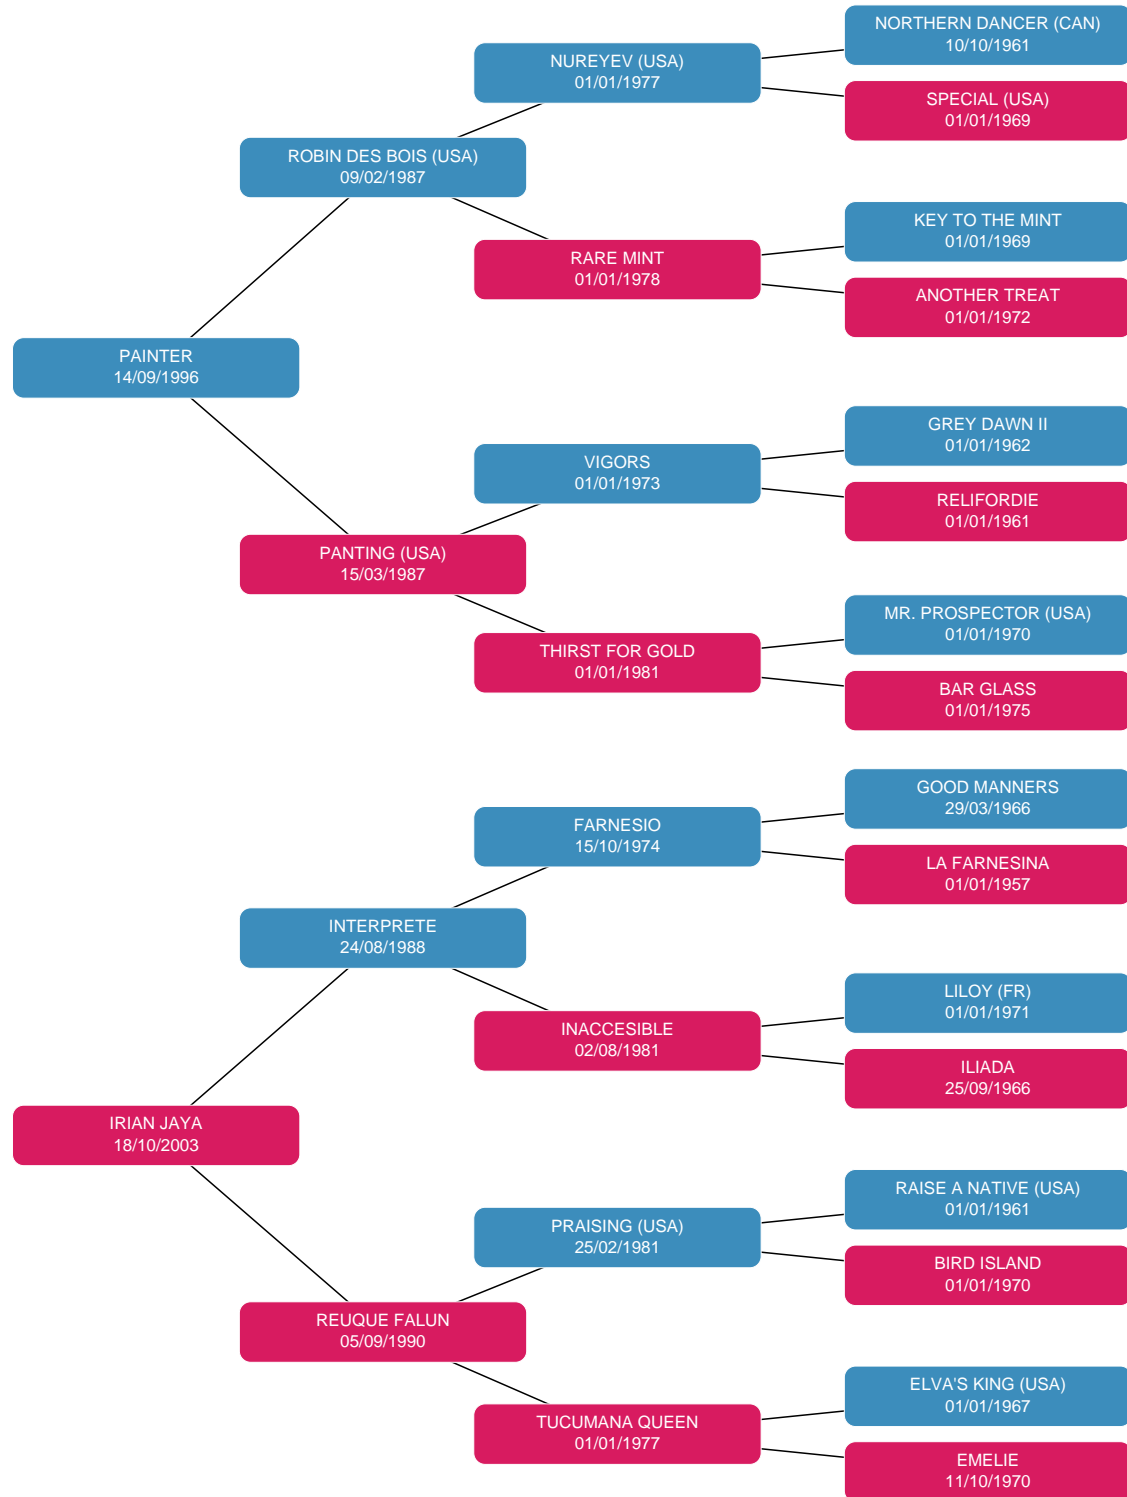 NORTHERN DANCER (CAN)
10/10/1961
NUREYEV (USA)
01/01/1977
SPECIAL (USA)
01/01/1969
ROBIN DES BOIS (USA)
09/02/1987
KEY TO THE MINT
01/01/1969
RARE MINT
01/01/1978
ANOTHER TREAT
01/01/1972
PAINTER
14/09/1996
GREY DAWN II
01/01/1962
VIGORS
01/01/1973
RELIFORDIE
01/01/1961
PANTING (USA)
15/03/1987
MR. PROSPECTOR (USA)
01/01/1970
THIRST FOR GOLD
01/01/1981
BAR GLASS
01/01/1975
GOOD MANNERS
29/03/1966
FARNESIO
15/10/1974
LA FARNESINA
01/01/1957
INTERPRETE
24/08/1988
LILOY (FR)
01/01/1971
INACCESIBLE
02/08/1981
ILIADA
25/09/1966
IRIAN JAYA
18/10/2003
RAISE A NATIVE (USA)
01/01/1961
PRAISING (USA)
25/02/1981
BIRD ISLAND
01/01/1970
REUQUE FALUN
05/09/1990
ELVA'S KING (USA)
01/01/1967
TUCUMANA QUEEN
01/01/1977
EMELIE
11/10/1970